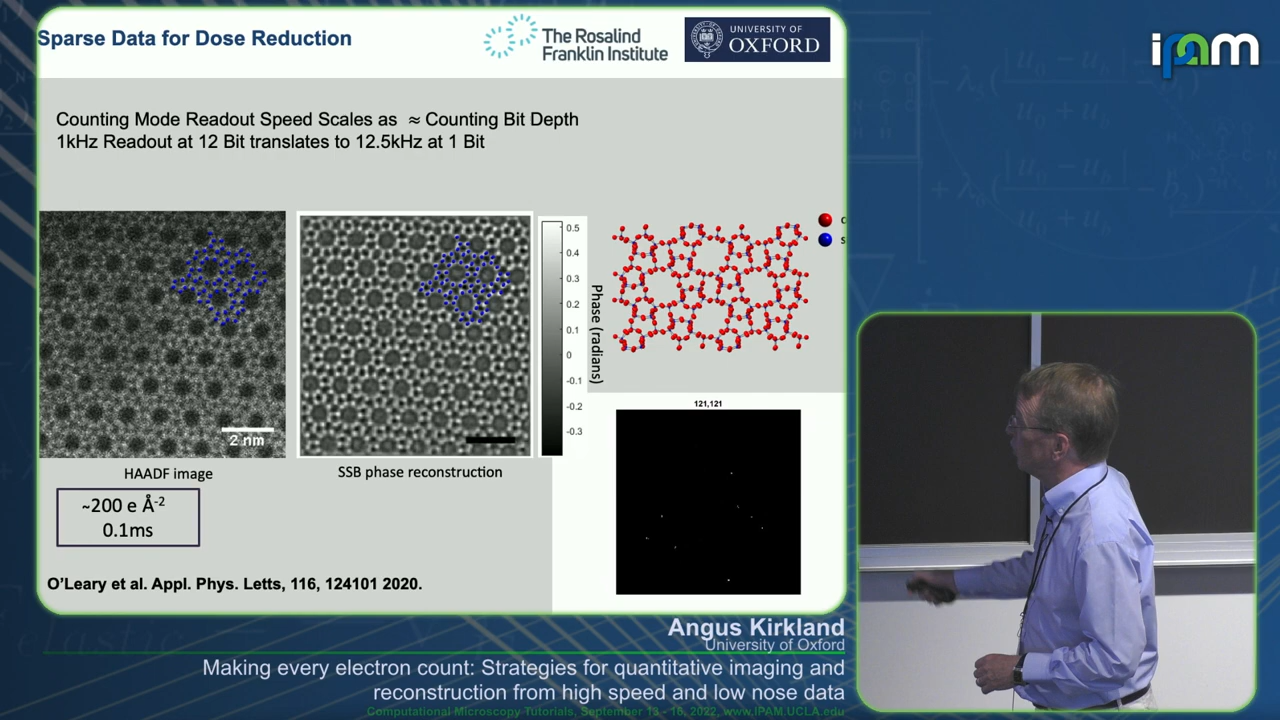 Sparse Data for Dose Reduction
The Rosalind
Franklin Institute
UNIVERSITY OF
OXFORD
ipam
Counting Mode Readout Speed Scales as ≈ Counting Bit Depth
1kHz Readout at 12 Bit translates to 12.5kHz at 1 Bit
2 nm
HAADF image
SSB phase reconstruction
0.5
0.4
0.3
0.2
0.1
0
-0.1
-0.2
-0.3
Phase (radians)
121,121
~200 e Å-2
0.1ms
O'Leary et al. Appl. Phys. Letts, 116, 124101 2020.
Angus Kirkland
University of Oxford
Making every electron count: Strategies for quantitative imaging and
reconstruction from high speed and low nose data
Computational Microscopy Tutorials, September 13 - 16, 2022, www.IPAM.UCLA.edu